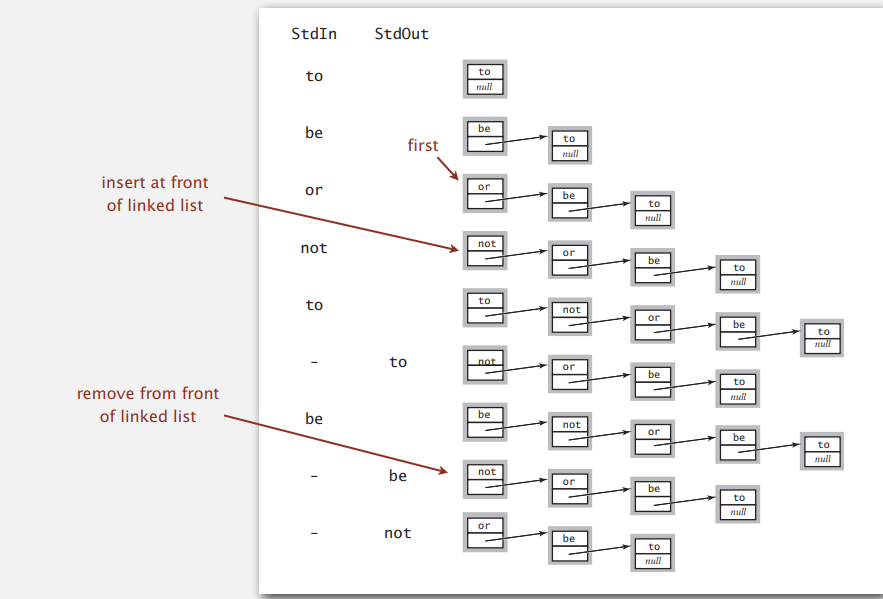 StdIn StdOut
to to
null
be be to
null
first
insert at front
of linked list
or or be to
null
not not or be to
null
to to not or be to
null
- to not or be to
null
remove from front
of linked list
be be not or be to
null
- be not or be to
null
- not or be to
null